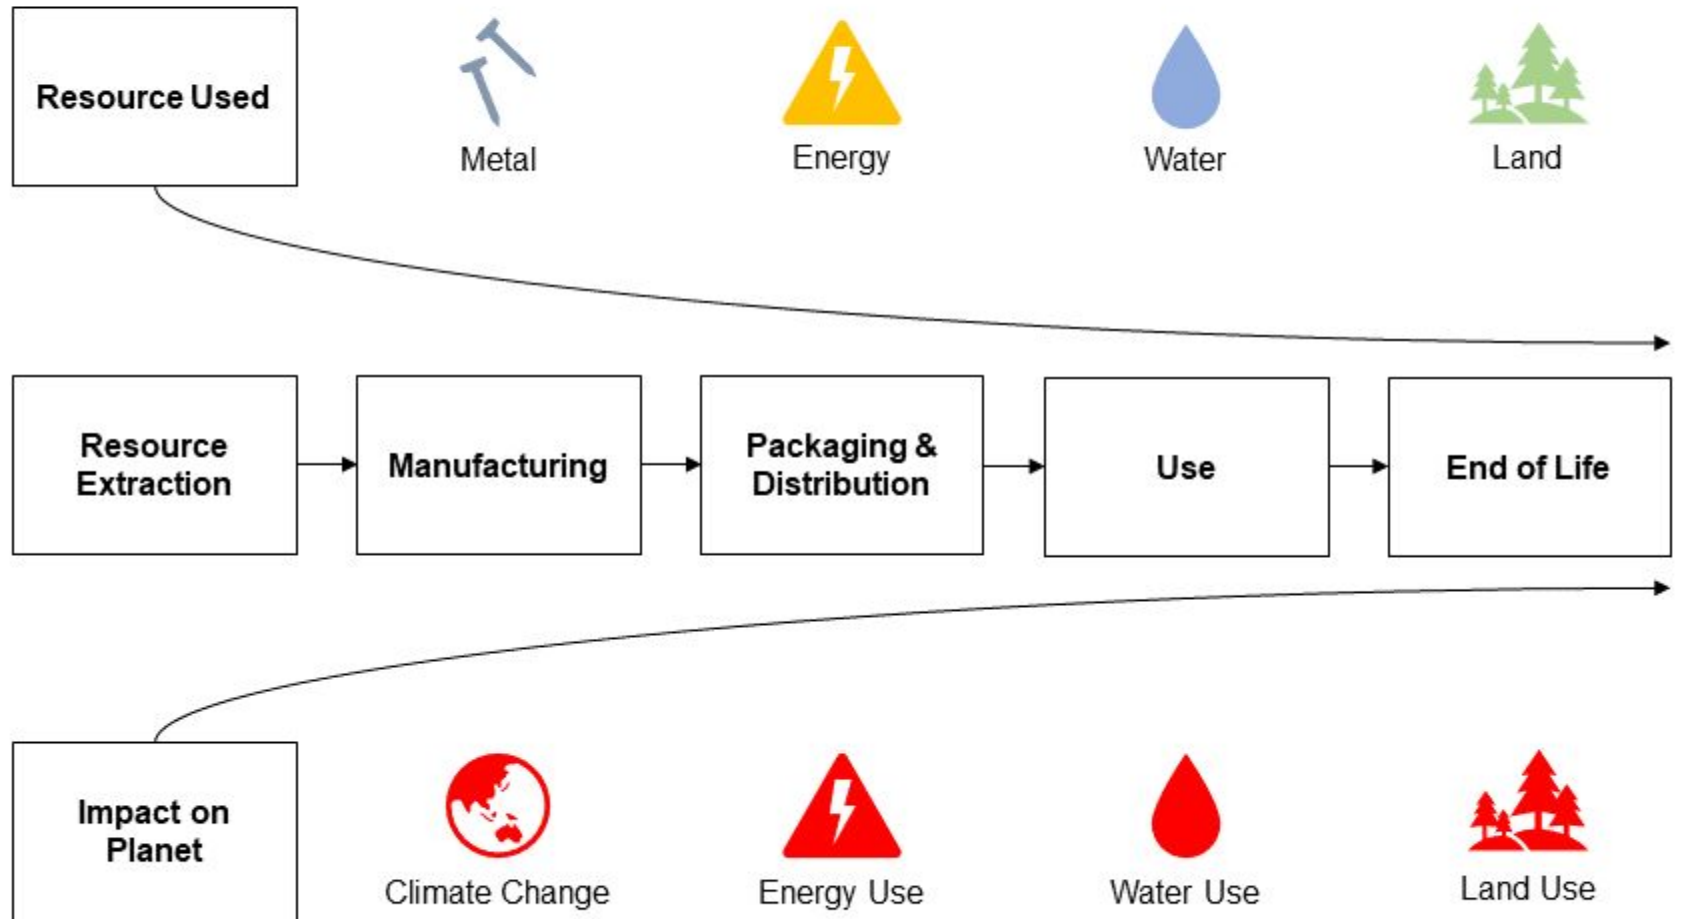 Resource Used
Metal
Energy
Water
Land
Resource
Extraction
Manufacturing
Packaging &
Distribution
Use
End of Life
Impact on
Planet
Climate Change
Energy Use
Water Use
Land Use